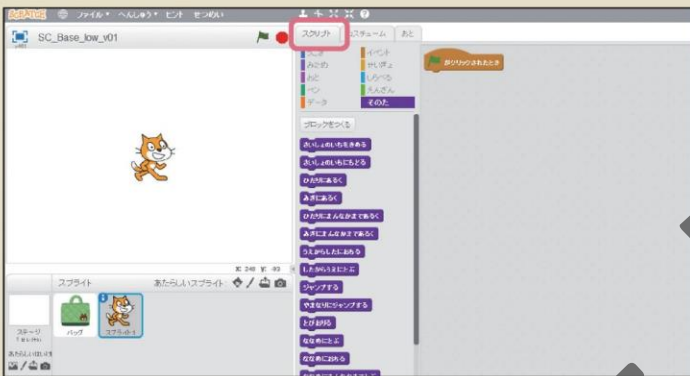 SCRATCH ファイル▼ へんしゅう▼ ヒント せつめい
SC_Base_low_v01
スクリプト コスチューム おと
うごき イベント
みため せいぎょ
おと しらべる
ペン えんざん
データ そのた
ブロックをつくる
さいしょのいちをきめる
さいしょのいちにもどる
ひだりにあるく
みぎにあるく
ひだりにまんなかまであるく
みぎにまんなかまであるく
うえからしたにおりる
したからうえにとぶ
ジャンプする
やまなりにジャンプする
とびおりる
ななめにとぶ
ななめにおりる
がクリックされたとき
X: 240 Y: -93
スプライト あたらしいスプライト
ステージ
バッグ
スプライト1